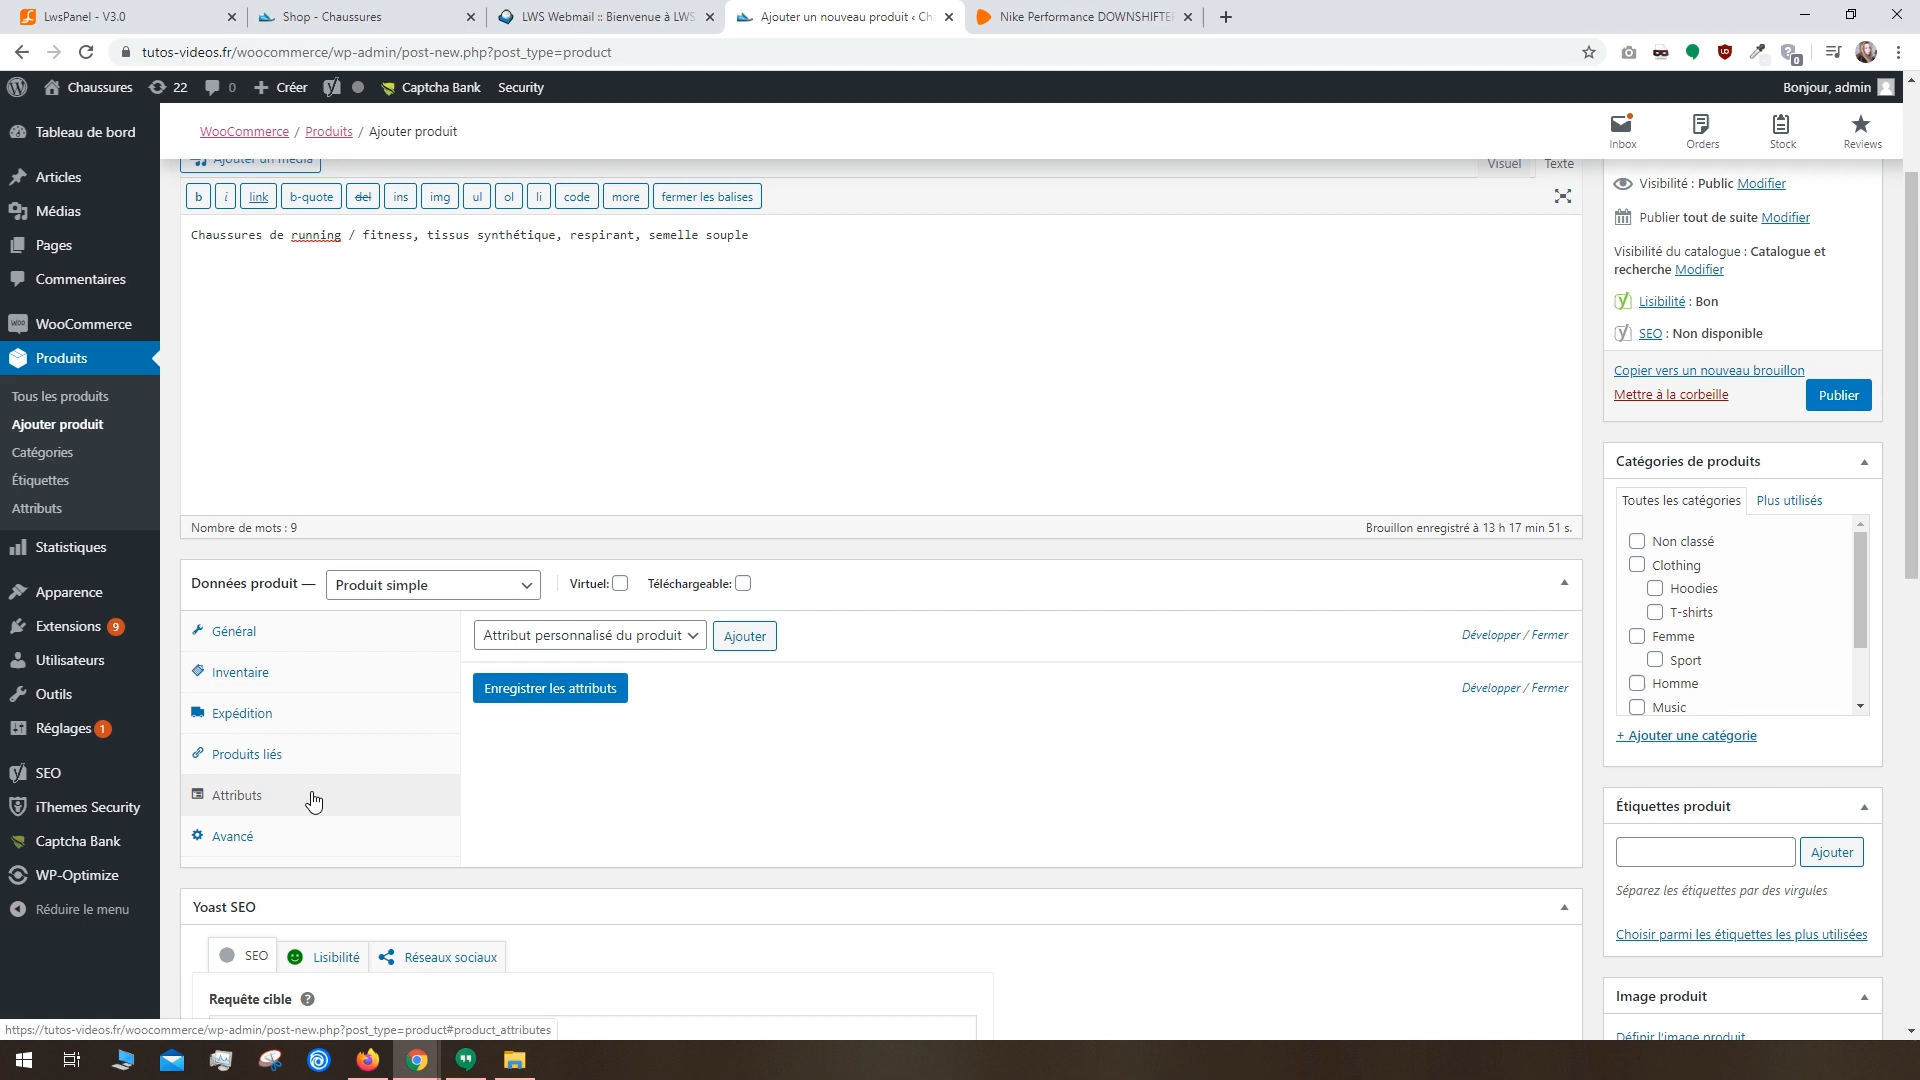 LwsPanel - V3.0
Shop - Chaussures
LWS Webmail :: Bienvenue à LWS
Ajouter un nouveau produit ‹ Ch
Nike Performance DOWNSHIFTE
tutos-videos.fr/woocommerce/wp-admin/post-new.php?post_type=product
0
Chaussures
22
0
Créer
Captcha Bank
Security
Bonjour, admin
Tableau de bord
Articles
Médias
Pages
Commentaires
WooCommerce
Produits
Tous les produits
Ajouter produit
Catégories
Étiquettes
Attributs
Statistiques
Apparence
Extensions 9
Utilisateurs
Outils
Réglages 1
SEO
iThemes Security
Captcha Bank
WP-Optimize
Réduire le menu
WooCommerce / Produits / Ajouter produit
Inbox
Orders
Stock
Reviews
Ajouter un média
Visuel
Texte
b
i
link
b-quote
del
ins
img
ul
ol
li
code
more
fermer les balises
Chaussures de running / fitness, tissus synthétique, respirant, semelle souple
Nombre de mots : 9
Brouillon enregistré à 13 h 17 min 51 s.
Données produit —
Produit simple
Virtuel:
Téléchargeable:
Général
Inventaire
Expédition
Produits liés
Attributs
Avancé
Attribut personnalisé du produit
Ajouter
Développer / Fermer
Enregistrer les attributs
Développer / Fermer
Yoast SEO
SEO
Lisibilité
Réseaux sociaux
Requête cible
Visibilité : Public Modifier
Publier tout de suite Modifier
Visibilité du catalogue : Catalogue et
recherche Modifier
Lisibilité : Bon
SEO : Non disponible
Copier vers un nouveau brouillon
Mettre à la corbeille
Publier
Catégories de produits
Toutes les catégories
Plus utilisés
Non classé
Clothing
Hoodies
T-shirts
Femme
Sport
Homme
Music
+ Ajouter une catégorie
Étiquettes produit
Ajouter
Séparez les étiquettes par des virgules
Choisir parmi les étiquettes les plus utilisées
Image produit
Définir l'image produit
https://tutos-videos.fr/woocommerce/wp-admin/post-new.php?post_type=product#product_attributes